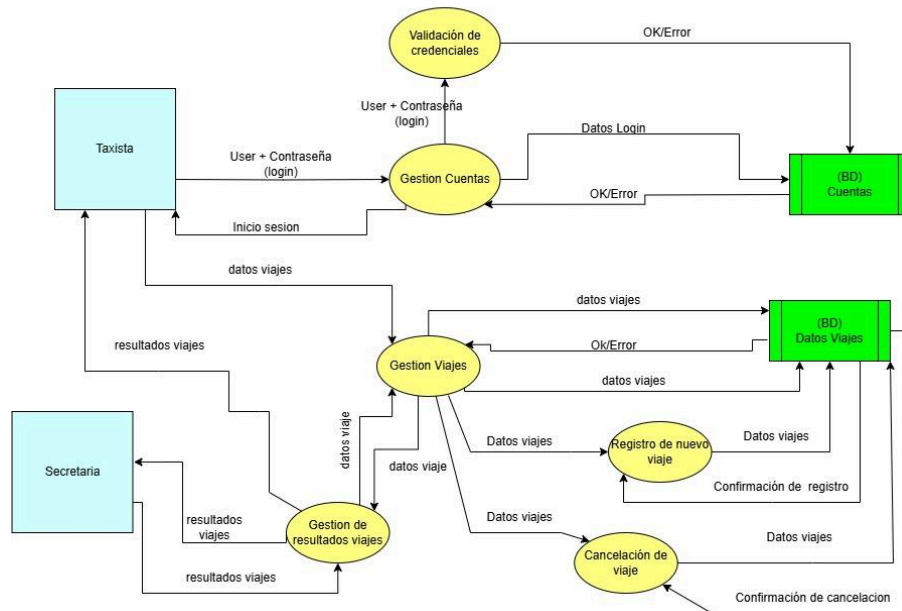 Validación de
credenciales
OK/Error
User + Contraseña
(login)
Taxista
User + Contraseña
(login)
Datos Login
Gestion Cuentas
(BD)
Cuentas
OK/Error
Inicio sesion
datos viajes
datos viajes
(BD)
Datos Viajes
resultados viajes
Ok/Error
Gestion Viajes
datos viajes
datos viaje
Secretaria
datos viaje
Datos viajes
Registro de nuevo
viaje
Datos viajes
Confirmación de registro
resultados
viajes
Gestion de
resultados viajes
Datos viajes
Cancelación de
viaje
Datos viajes
resultados viajes
Confirmación de cancelacion